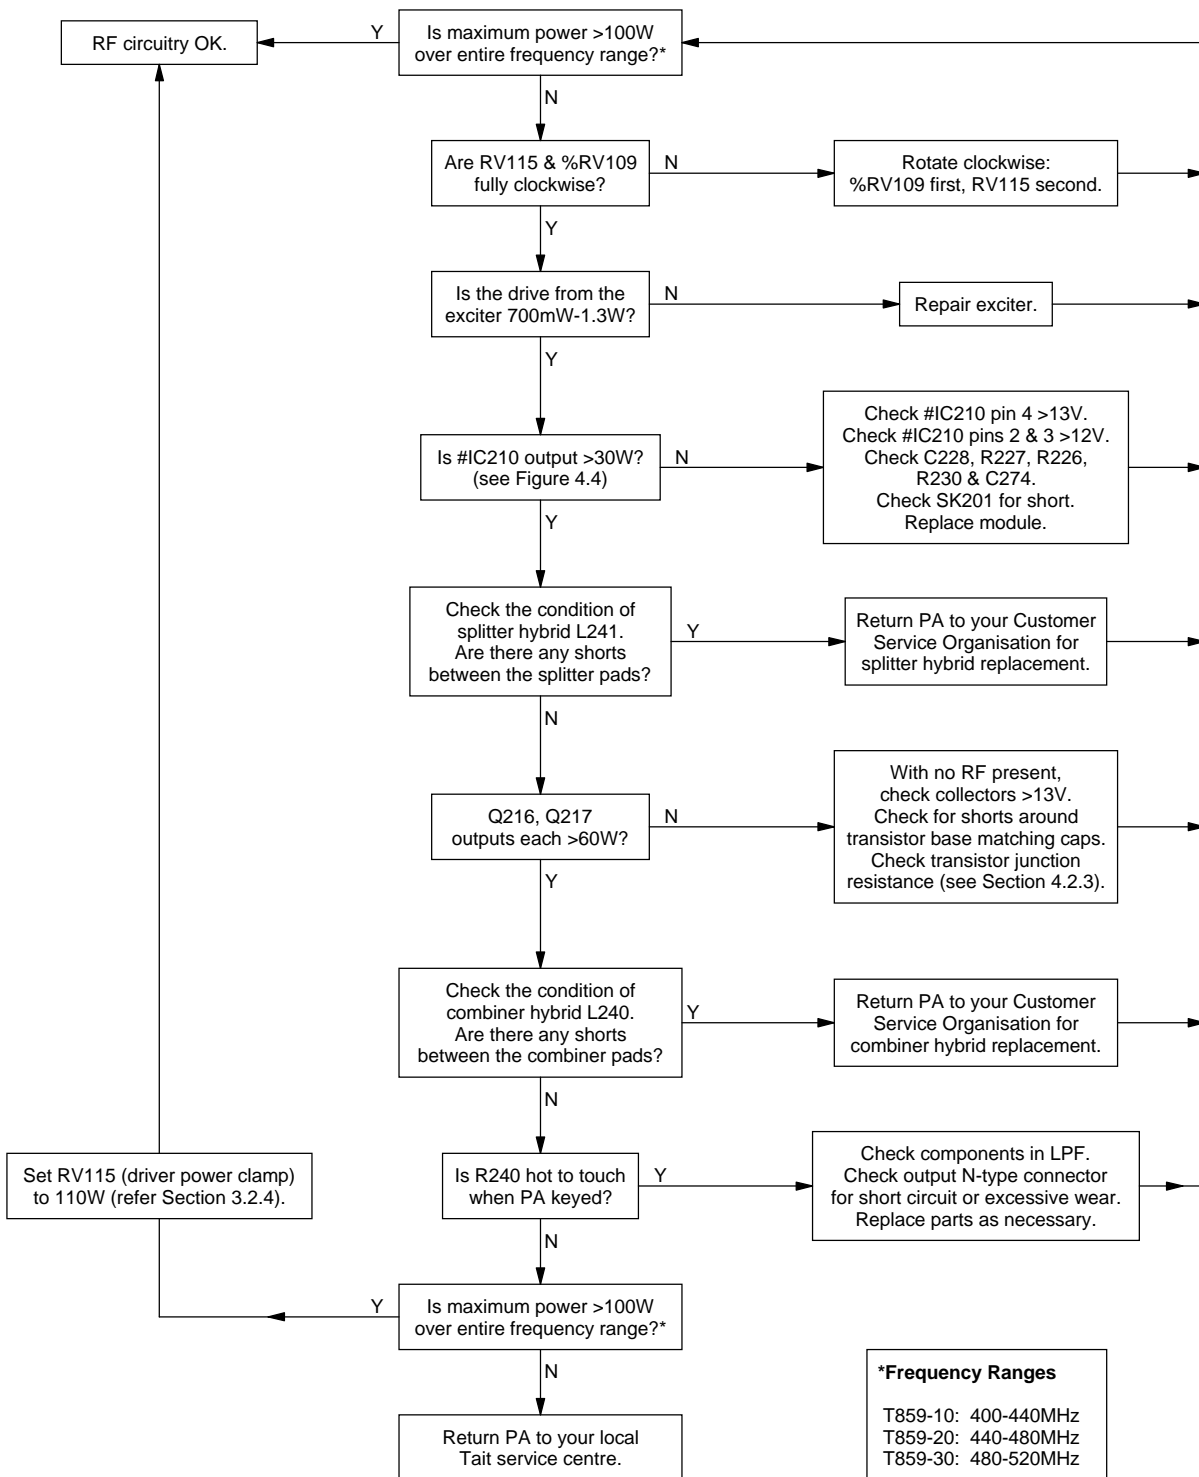 RF circuitry OK.
Y
Is maximum power >100W
over entire frequency range?*
N
Are RV115 & %RV109
fully clockwise?
N
Rotate clockwise:
%RV109 first, RV115 second.
Y
Is the drive from the
exciter 700mW-1.3W?
N
Repair exciter.
Y
Is #IC210 output >30W?
(see Figure 4.4)
N
Check #IC210 pin 4 >13V.
Check #IC210 pins 2 & 3 >12V.
Check C228, R227, R226,
R230 & C274.
Check SK201 for short.
Replace module.
Y
Check the condition of
splitter hybrid L241.
Are there any shorts
between the splitter pads?
Y
Return PA to your Customer
Service Organisation for
splitter hybrid replacement.
N
Q216, Q217
outputs each >60W?
N
With no RF present,
check collectors >13V.
Check for shorts around
transistor base matching caps.
Check transistor junction
resistance (see Section 4.2.3).
Y
Check the condition of
combiner hybrid L240.
Are there any shorts
between the combiner pads?
Y
Return PA to your Customer
Service Organisation for
combiner hybrid replacement.
N
Set RV115 (driver power clamp)
to 110W (refer Section 3.2.4).
Is R240 hot to touch
when PA keyed?
Y
Check components in LPF.
Check output N-type connector
for short circuit or excessive wear.
Replace parts as necessary.
N
Y
Is maximum power >100W
over entire frequency range?*
N
Return PA to your local
Tait service centre.
*Frequency Ranges
T859-10: 400-440MHz
T859-20: 440-480MHz
T859-30: 480-520MHz